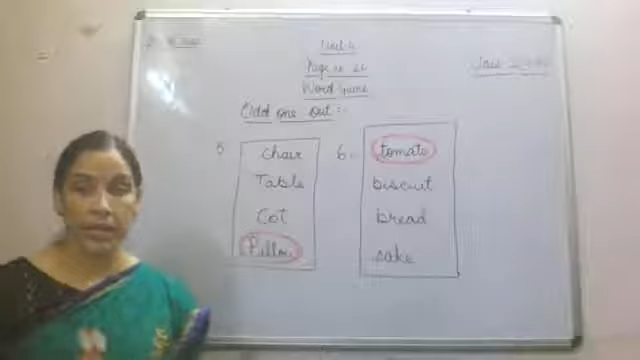 Unit-4
Page no 26
Word Game
Odd one out :-
5
chair
Table
Cot
Pillow
6.
tomato
biscuit
bread
cake